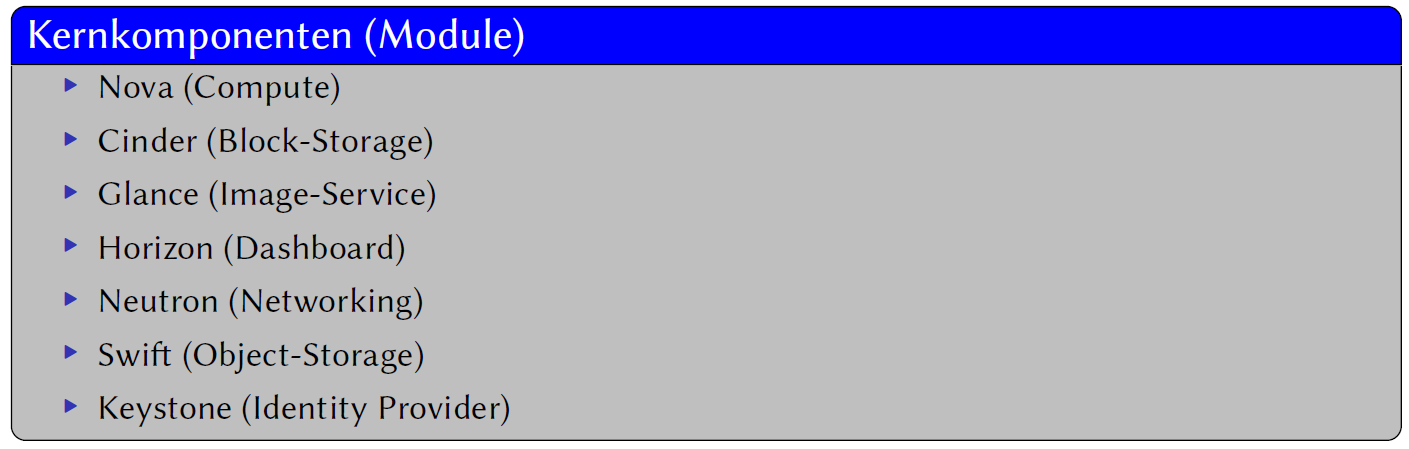 Kernkomponenten (Module)
Nova (Compute)
Cinder (Block-Storage)
Glance (Image-Service)
Horizon (Dashboard)
Neutron (Networking)
Swift (Object-Storage)
Keystone (Identity Provider)